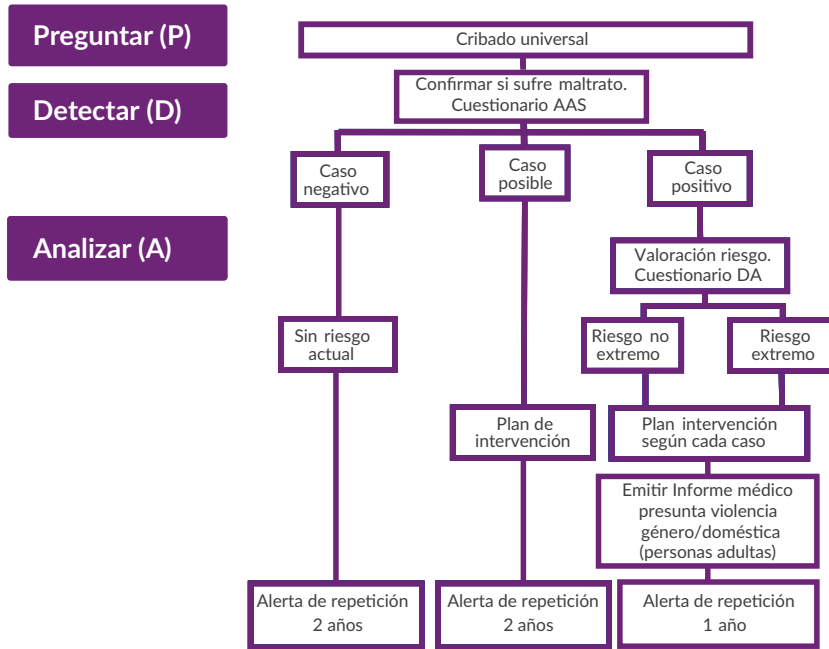 Preguntar (P)
Cribado universal
Detectar (D)
Confirmar si sufre maltrato.
Cuestionario AAS
Caso
negativo
Caso
posible
Caso
positivo
Analizar (A)
Valoración riesgo.
Cuestionario DA
Sin riesgo
actual
Riesgo no
extremo
Riesgo
extremo
Plan de
intervención
Plan intervención
según cada caso
Emitir Informe médico
presunta violencia
género/doméstica
(personas adultas)
Alerta de repetición
2 años
Alerta de repetición
2 años
Alerta de repetición
1 año